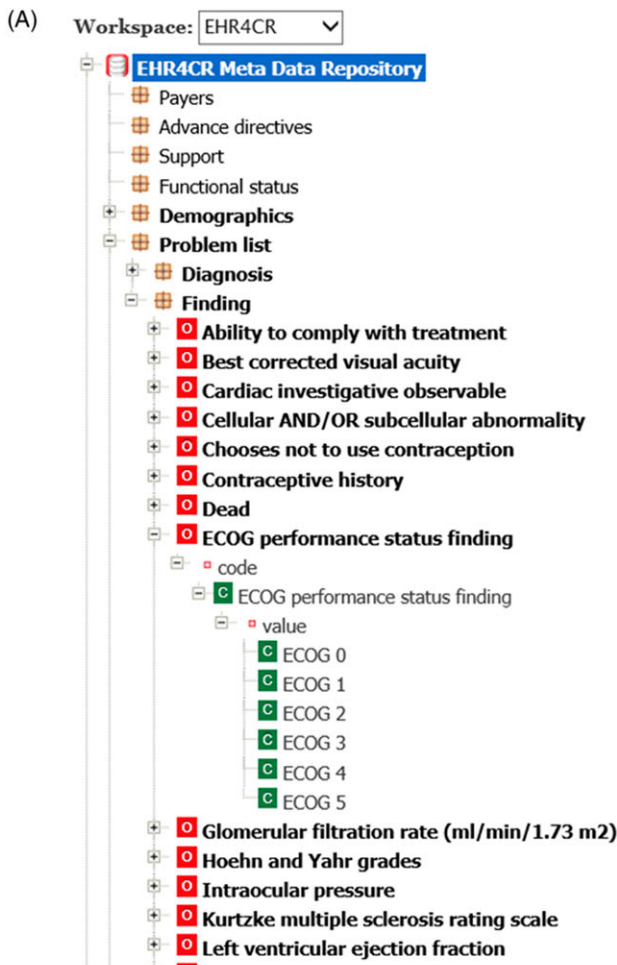 (A) Workspace: EHR4CR
EHR4CR Meta Data Repository
Payers
Advance directives
Support
Functional status
Demographics
Problem list
Diagnosis
Finding
O Ability to comply with treatment
O Best corrected visual acuity
O Cardiac investigative observable
O Cellular AND/OR subcellular abnormality
O Chooses not to use contraception
O Contraceptive history
O Dead
O ECOG performance status finding
code
C ECOG performance status finding
value
C ECOG 0
C ECOG 1
C ECOG 2
C ECOG 3
C ECOG 4
C ECOG 5
O Glomerular filtration rate (ml/min/1.73 m2)
O Hoehn and Yahr grades
O Intraocular pressure
O Kurtzke multiple sclerosis rating scale
O Left ventricular ejection fraction